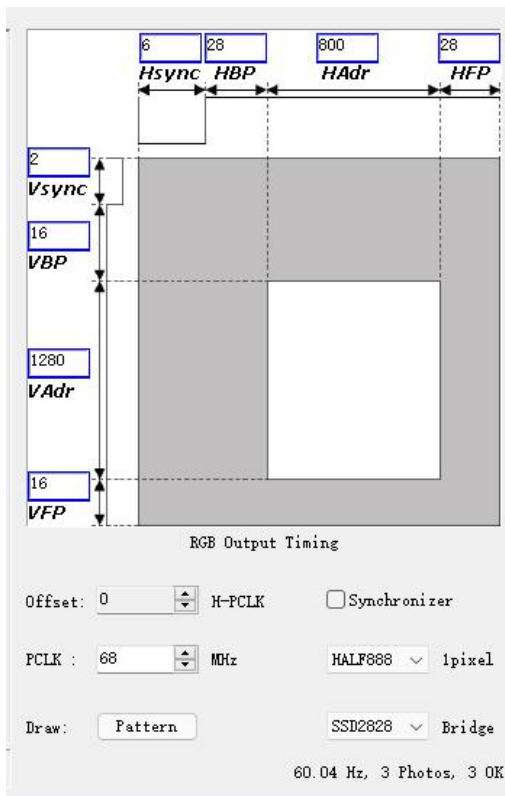 6 28 800 28
Hsync HBP HAdr HFP
2
Vsync
16
VBP
1280
VAdr
16
VFP
RGB Output Timing
Offset: 0 H-PCLK Synchronizer
PCLK : 68 MHz HALF888 1pixel
Draw: Pattern SSD2828 Bridge
60.04 Hz, 3 Photos, 3 OK